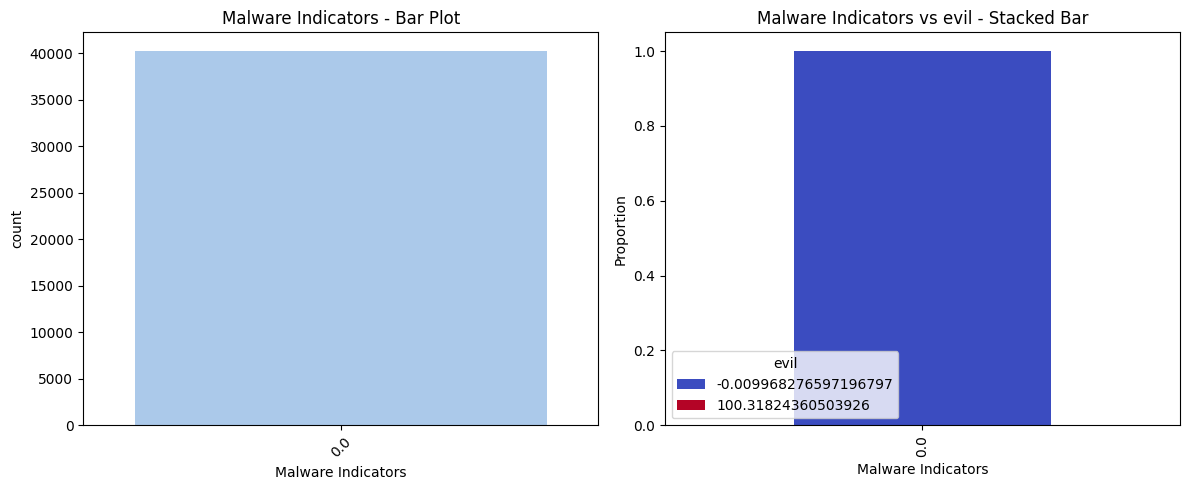 Malware Indicators - Bar Plot
40000
35000
30000
25000
20000
15000
10000
5000
0
count
0.0
Malware Indicators
Malware Indicators vs evil - Stacked Bar
1.0
0.8
0.6
0.4
0.2
0.0
Proportion
evil
-0.009968276597196797
100.31824360503926
0.0
Malware Indicators